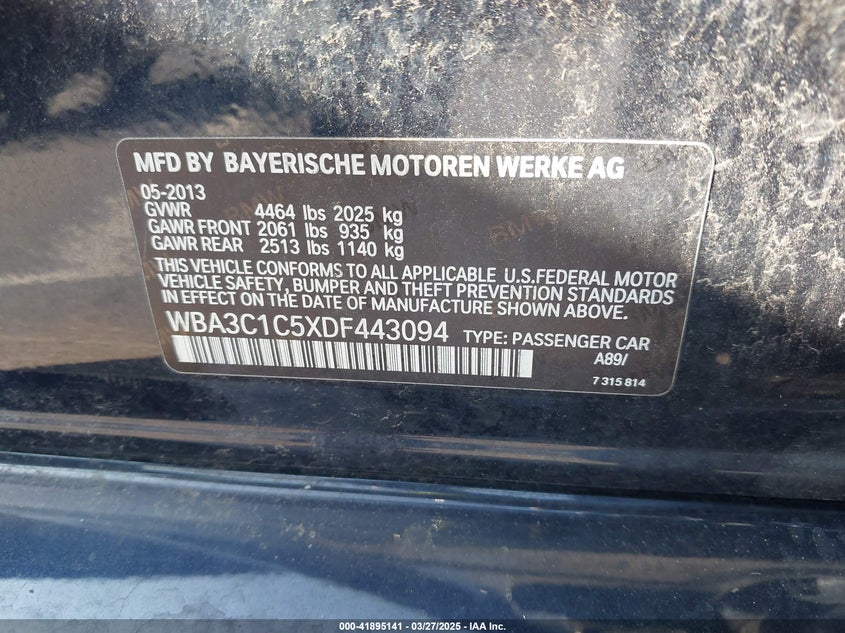 MFD BY BAYERISCHE MOTOREN WERKE AG
05-2013
GVWR 4464 lbs 2025 kg
GAWR FRONT 2061 lbs 935 kg
GAWR REAR 2513 lbs 1140 kg
THIS VEHICLE CONFORMS TO ALL APPLICABLE U.S.FEDERAL MOTOR
VEHICLE SAFETY, BUMPER AND THEFT PREVENTION STANDARDS
IN EFFECT ON THE DATE OF MANUFACTURE SHOWN ABOVE.
WBA3C1C5XDF443094 TYPE: PASSENGER CAR
A89/
7 315 814
000-41895141 / 03/27/2025 - IAA Inc.